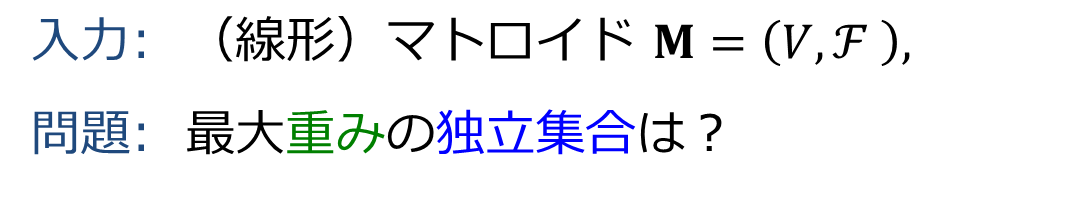 入力: （線形）マトロイド 𝐌 = (𝑉, ℱ ),
問題: 最大重みの独立集合は？